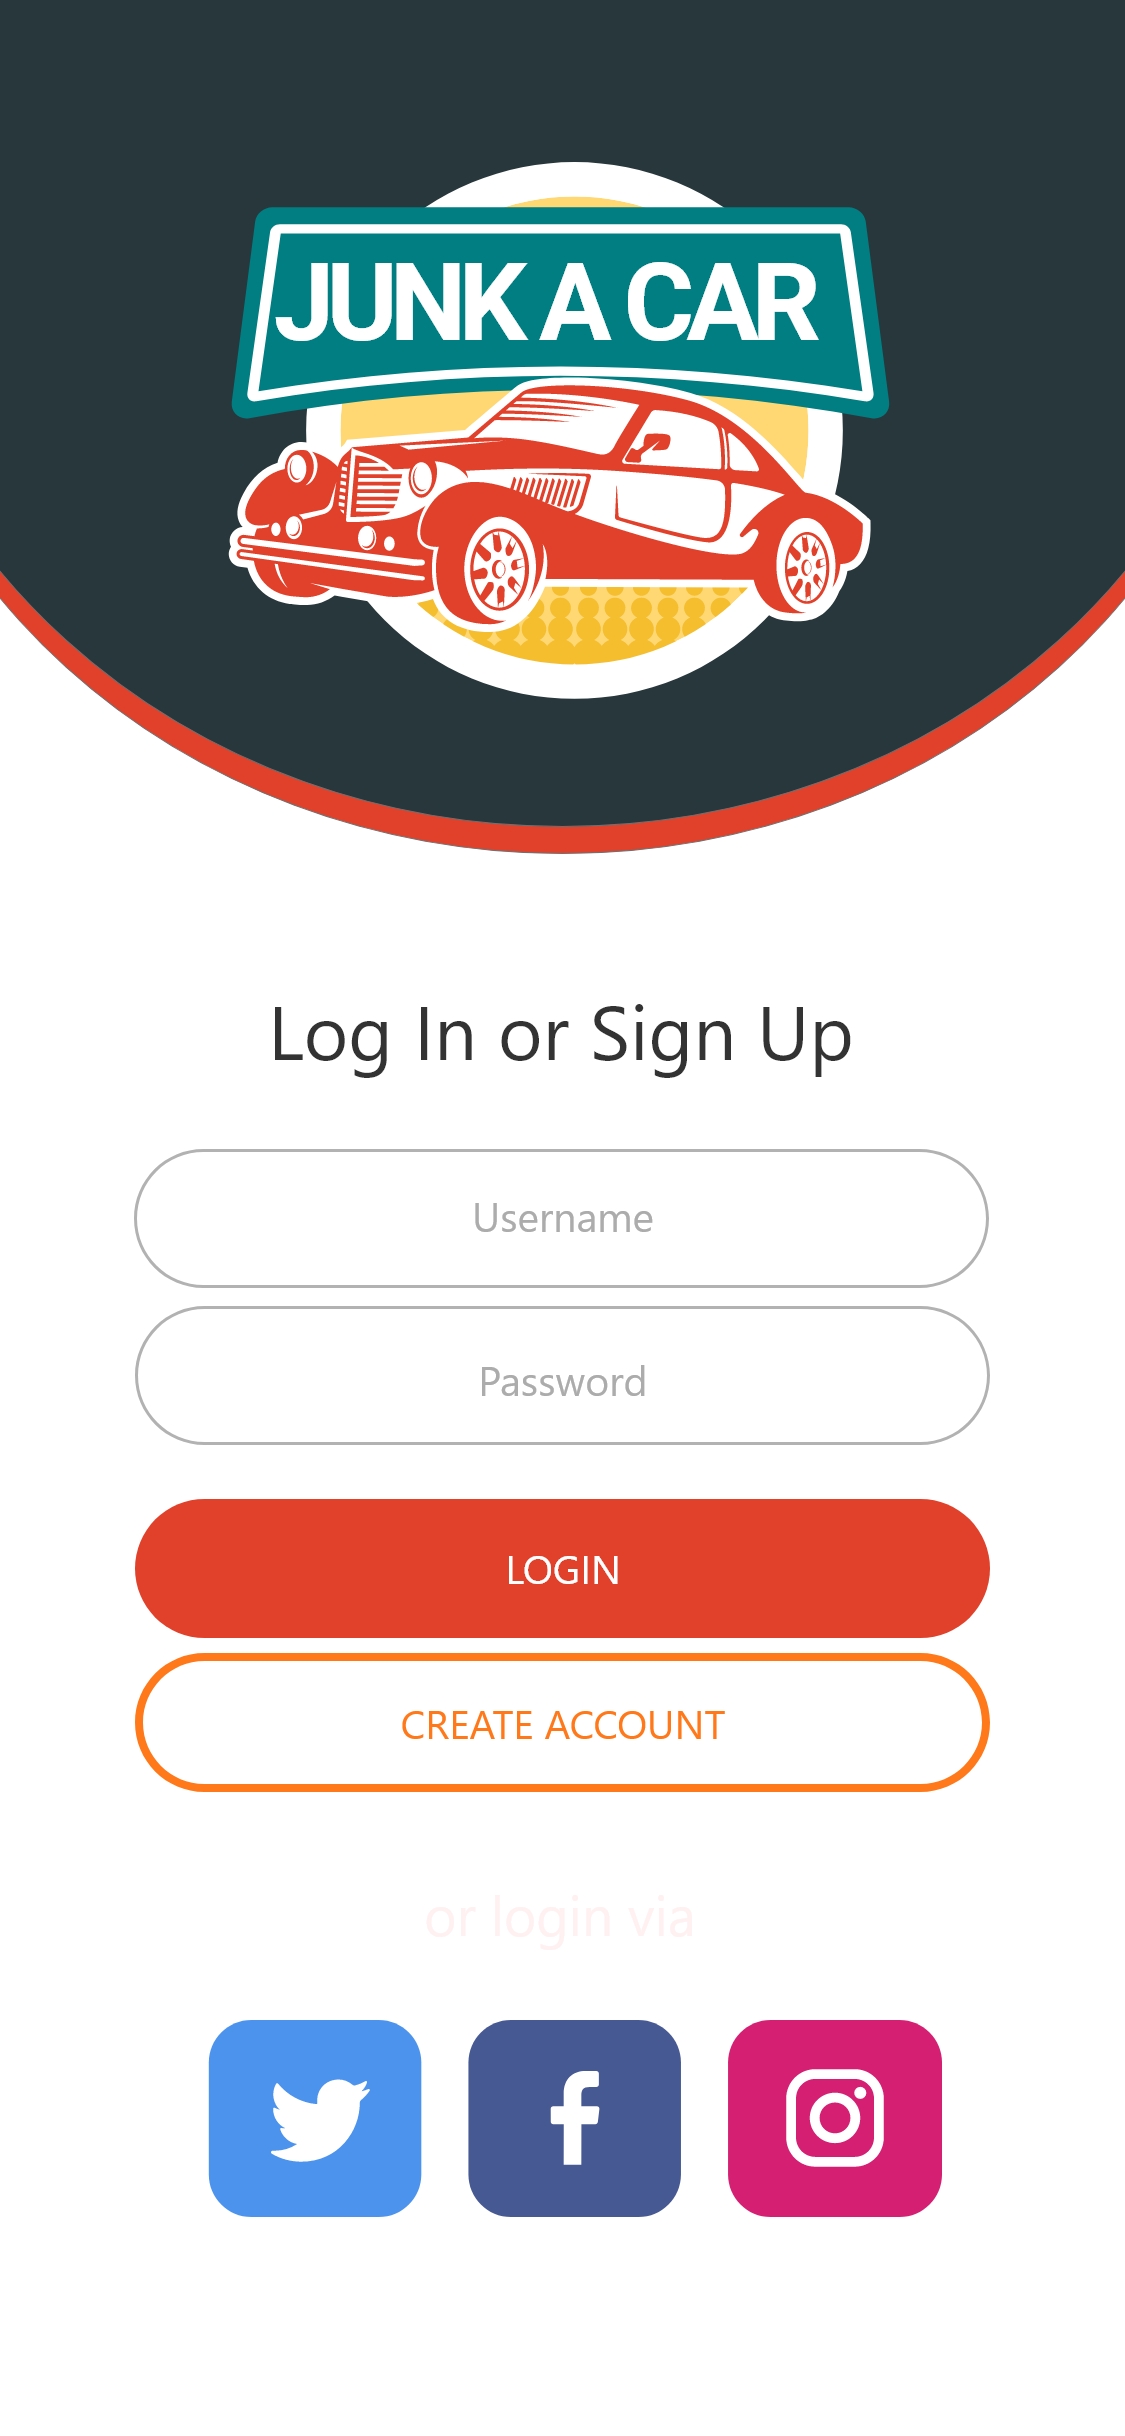 JUNK A CAR
Log In or Sign Up
Username
Password
LOGIN
CREATE ACCOUNT
or login via